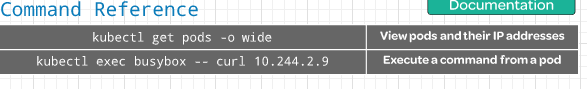 Documentation
Command Reference
kubectl get pods -o wide View pods and their IP addresses
kubectl exec busybox -- curl 10.244.2.9 Execute a command from a pod